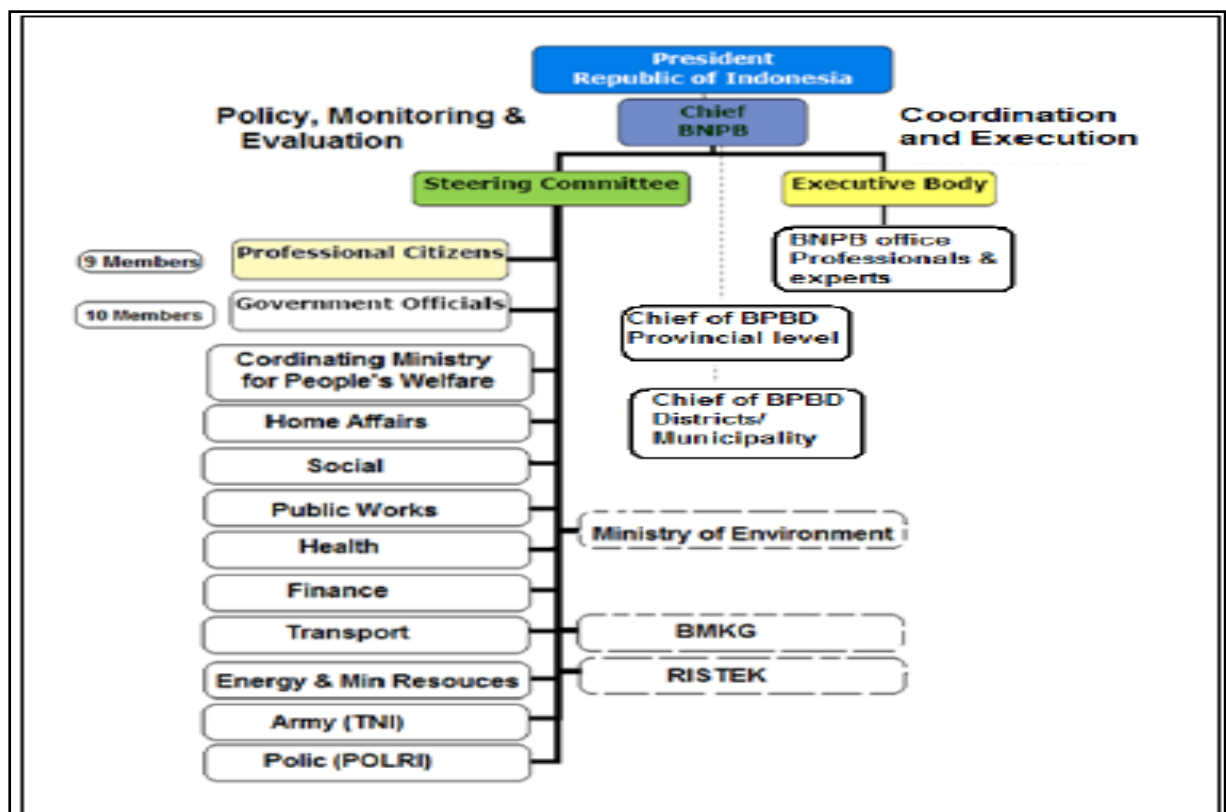 President
Republic of Indonesia
Chief
BNPB
Policy, Monitoring &
Evaluation
Coordination
and Execution
Steering Committee
Executive Body
BNPB office
Professionals &
experts
9 Members
Professional Citizens
10 Members
Government Officials
Chief of BPBD
Provincial level
Cordinating Ministry
for People's Welfare
Chief of BPBD
Districts/
Municipality
Home Affairs
Social
Public Works
Ministry of Environment
Health
Finance
Transport
BMKG
Energy & Min Resouces
RISTEK
Army (TNI)
Polic (POLRI)